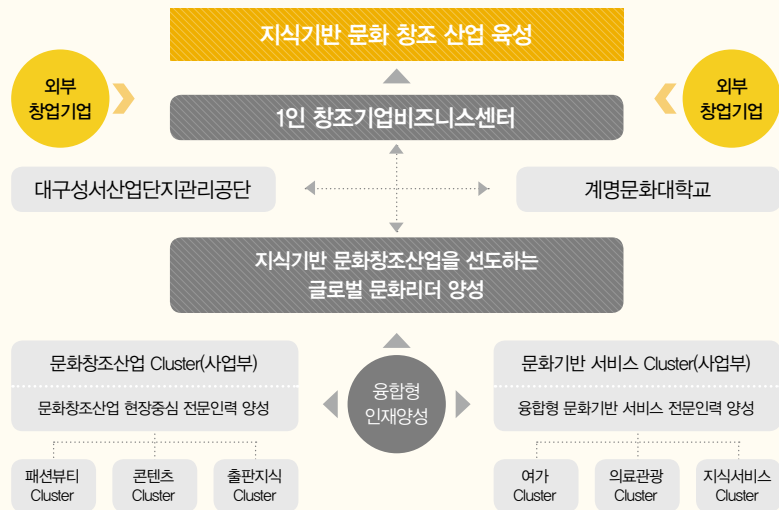 지식기반 문화 창조 산업 육성
외부
창업기업
외부
창업기업
1인 창조기업비즈니스센터
대구성서산업단지관리공단
계명문화대학교
지식기반 문화창조산업을 선도하는
글로벌 문화리더 양성
문화창조산업 Cluster(사업부)
문화창조산업 현장중심 전문인력 양성
융합형
인재양성
문화기반 서비스 Cluster(사업부)
융합형 문화기반 서비스 전문인력 양성
패션뷰티
Cluster
콘텐츠
Cluster
출판지식
Cluster
여가
Cluster
의료관광
Cluster
지식서비스
Cluster